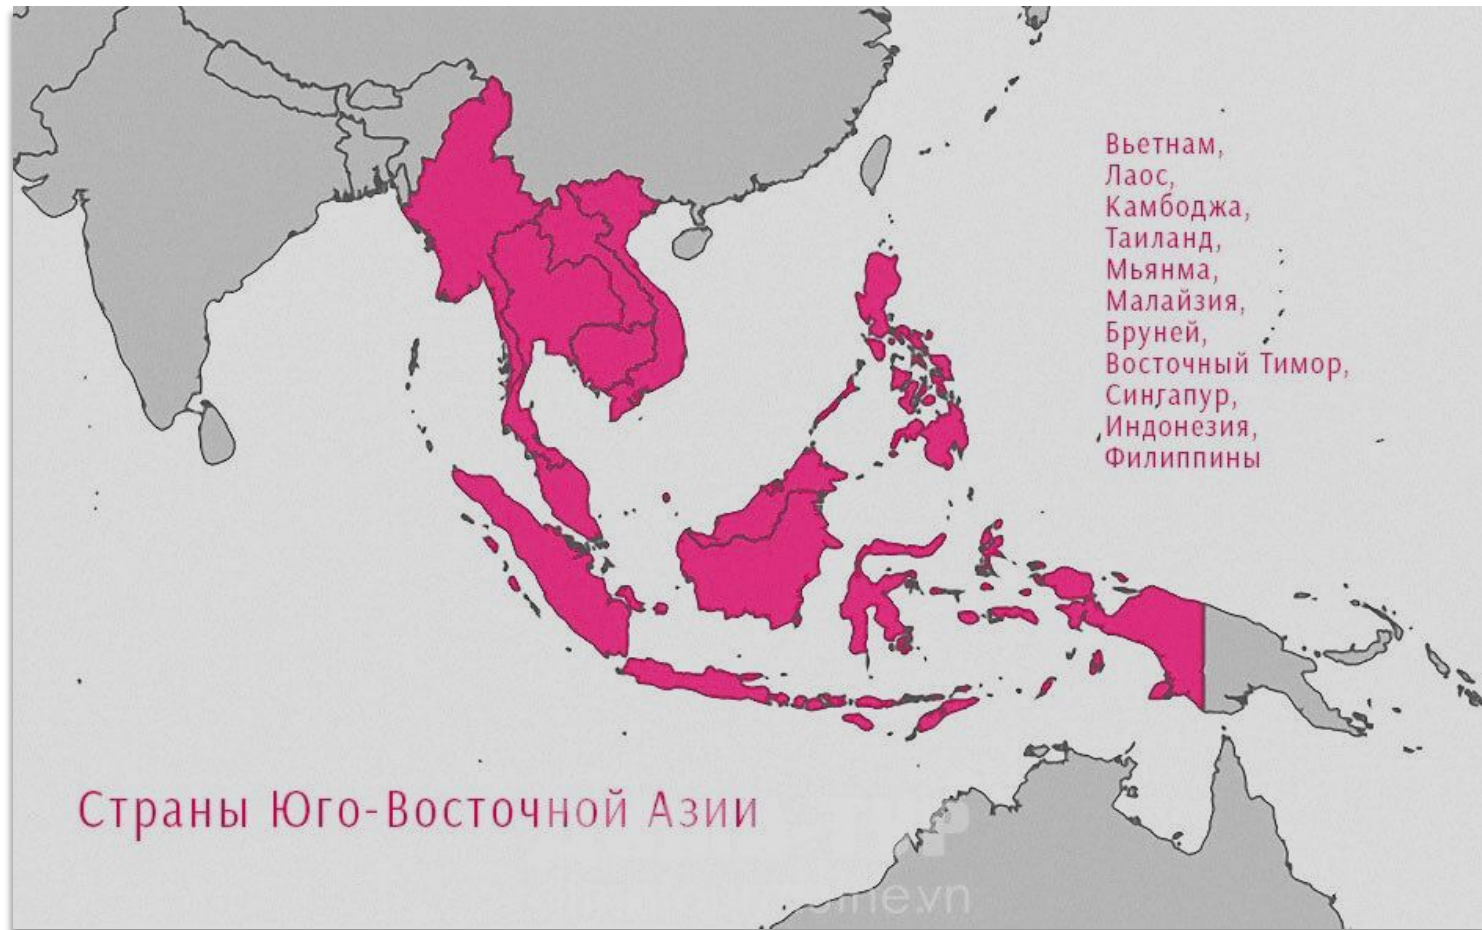 Вьетнам,
Лаос,
Камбоджа,
Таиланд,
Мьянма,
Малайзия,
Бруней,
Восточный Тимор,
Сингапур,
Индонезия,
Филиппины
Страны Юго-Восточной Азии